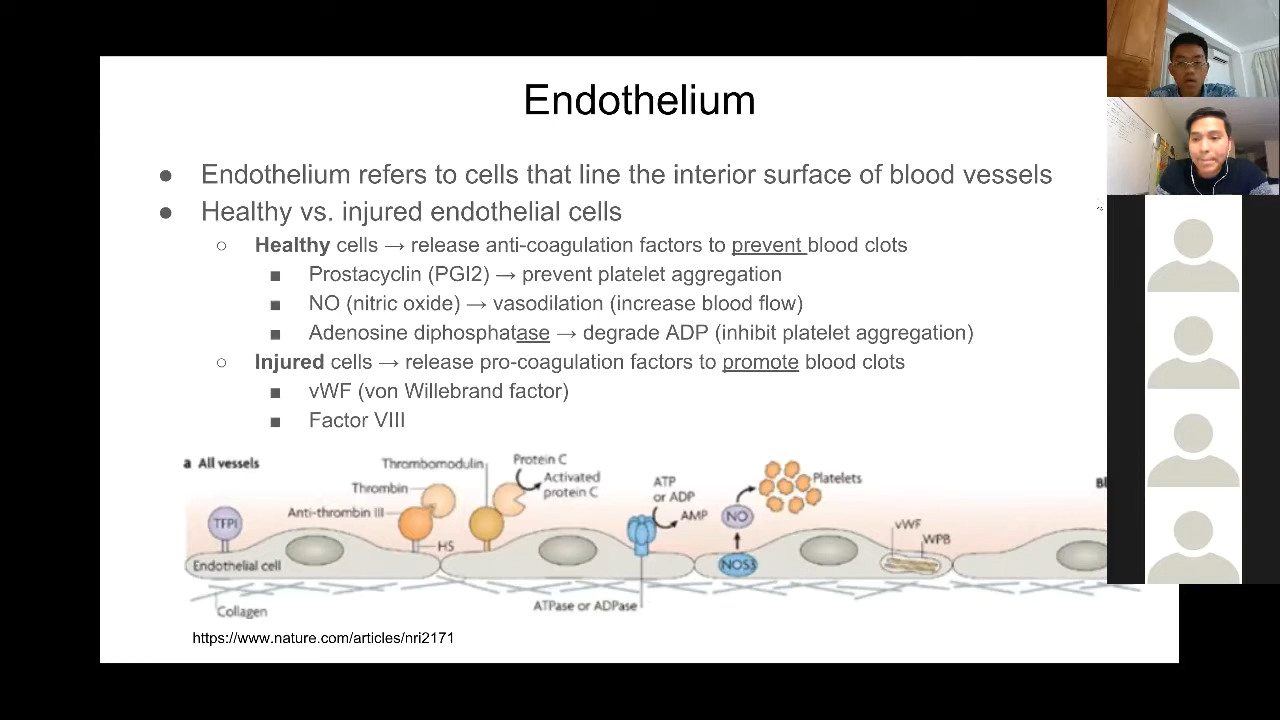 Endothelium
● Endothelium refers to cells that line the interior surface of blood vessels
● Healthy vs. injured endothelial cells
○ Healthy cells → release anti-coagulation factors to prevent blood clots
■ Prostacyclin (PGI2) → prevent platelet aggregation
■ NO (nitric oxide) → vasodilation (increase blood flow)
■ Adenosine diphosphatase → degrade ADP (inhibit platelet aggregation)
○ Injured cells → release pro-coagulation factors to promote blood clots
■ vWF (von Willebrand factor)
■ Factor VIII
a All vessels
Thrombomodulin
Protein C
Activated
protein C
Thrombin
Anti-thrombin III
TFPI
HS
ATP
or ADP
AMP
Platelets
NO
NOS3
vWF
WPB
Bl
Endothelial cell
Collagen
ATPase or ADPase
https://www.nature.com/articles/nri2171